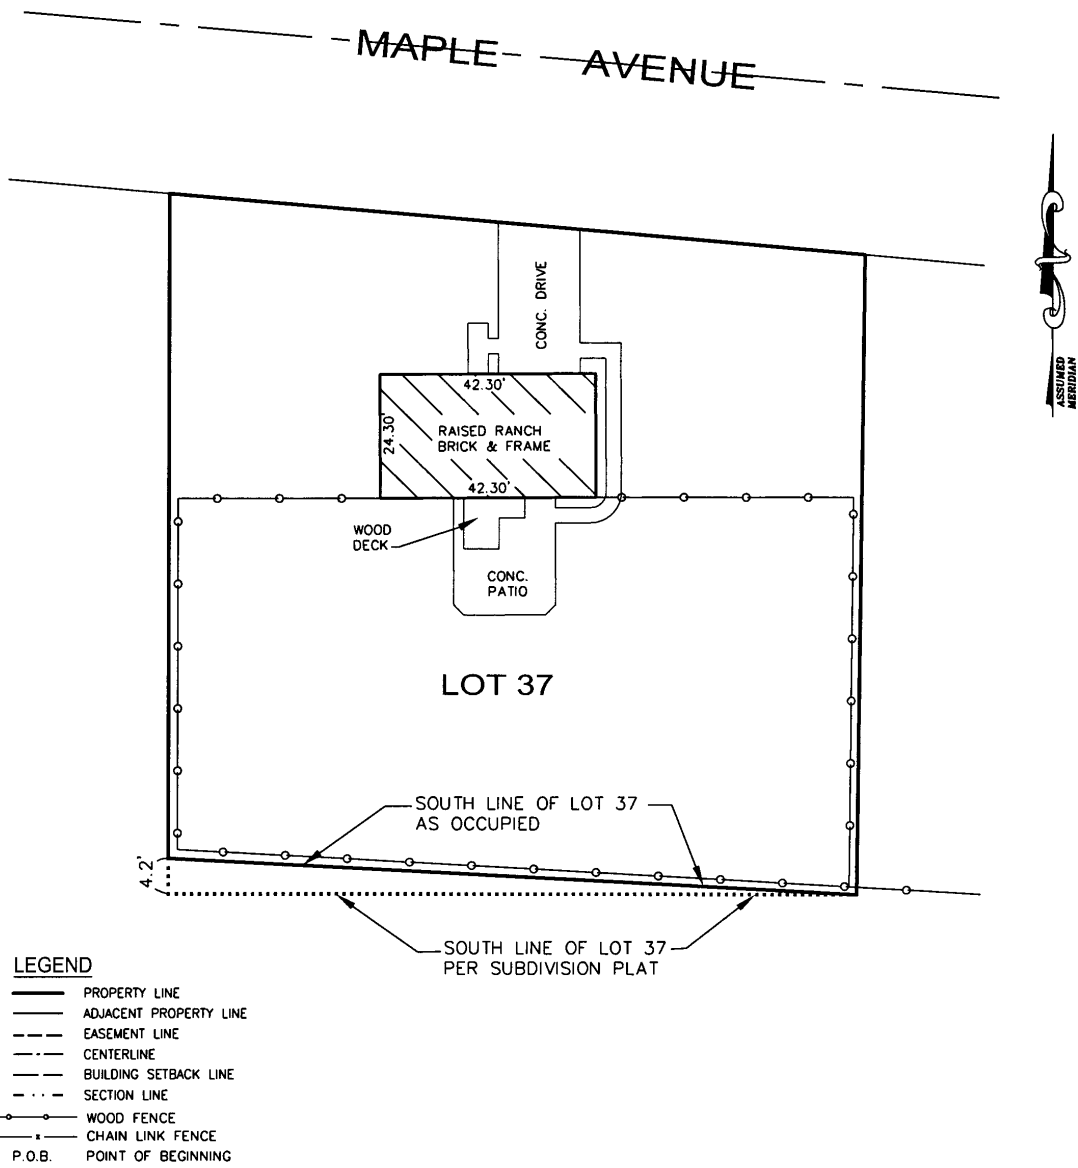 MAPLE AVENUE
ASSUMED
MERIDIAN
CONC. DRIVE
42.30'
24.30'
RAISED RANCH
BRICK & FRAME
42.30'
WOOD
DECK
CONC.
PATIO
LOT 37
SOUTH LINE OF LOT 37
AS OCCUPIED
4.2'
SOUTH LINE OF LOT 37
PER SUBDIVISION PLAT
LEGEND
PROPERTY LINE
ADJACENT PROPERTY LINE
EASEMENT LINE
CENTERLINE
BUILDING SETBACK LINE
SECTION LINE
WOOD FENCE
CHAIN LINK FENCE
P.O.B. POINT OF BEGINNING